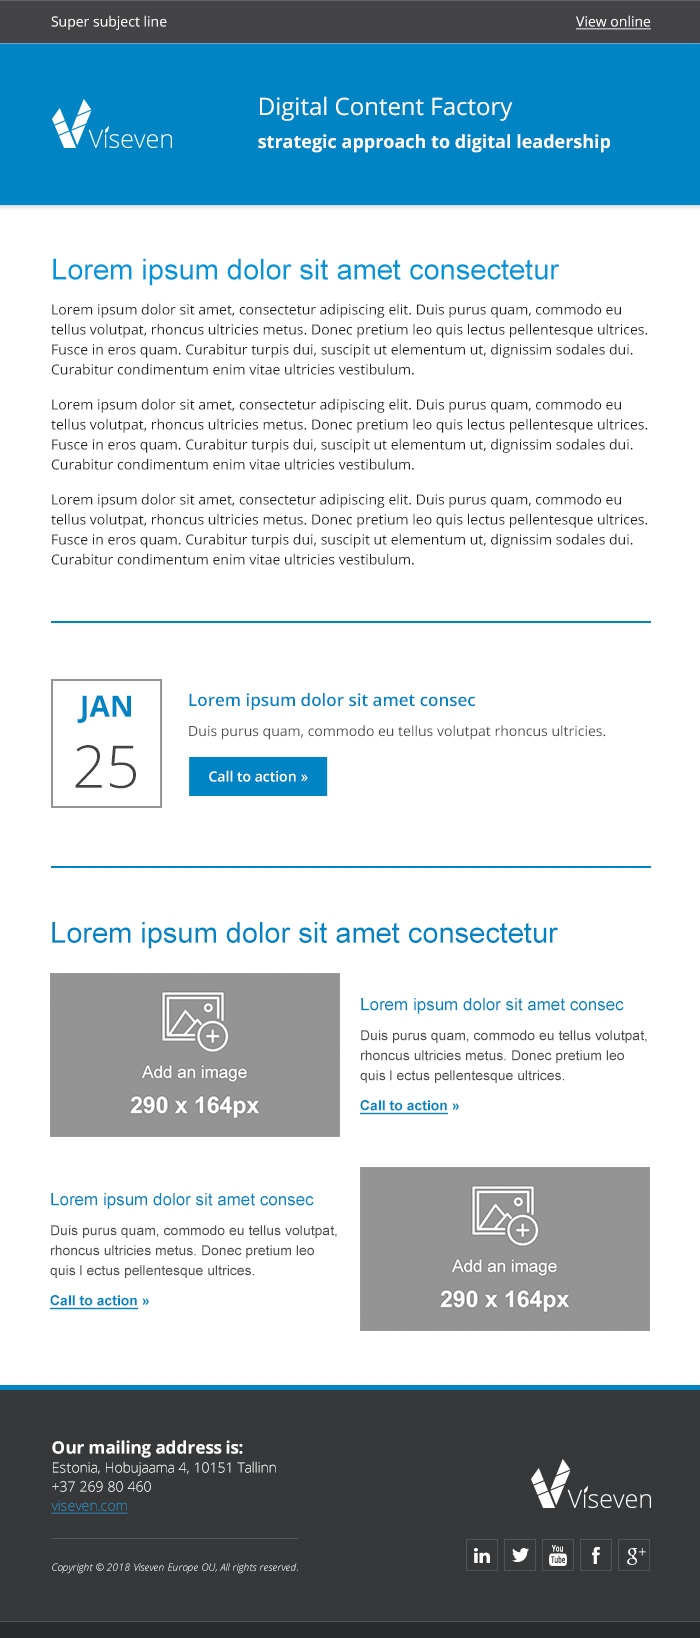 Super subject line
View online
Viseven
Digital Content Factory
strategic approach to digital leadership
Lorem ipsum dolor sit amet consectetur
Lorem ipsum dolor sit amet, consectetur adipiscing elit. Duis purus quam, commodo eu
tellus volutpat, rhoncus ultricies metus. Donec pretium leo quis lectus pellentesque ultrices.
Fusce in eros quam. Curabitur turpis dui, suscipit ut elementum ut, dignissim sodales dui.
Curabitur condimentum enim vitae ultricies vestibulum.
Lorem ipsum dolor sit amet, consectetur adipiscing elit. Duis purus quam, commodo eu
tellus volutpat, rhoncus ultricies metus. Donec pretium leo quis lectus pellentesque ultrices.
Fusce in eros quam. Curabitur turpis dui, suscipit ut elementum ut, dignissim sodales dui.
Curabitur condimentum enim vitae ultricies vestibulum.
Lorem ipsum dolor sit amet, consectetur adipiscing elit. Duis purus quam, commodo eu
tellus volutpat, rhoncus ultricies metus. Donec pretium leo quis lectus pellentesque ultrices.
Fusce in eros quam. Curabitur turpis dui, suscipit ut elementum ut, dignissim sodales dui.
Curabitur condimentum enim vitae ultricies vestibulum.
JAN
25
Lorem ipsum dolor sit amet consec
Duis purus quam, commodo eu tellus volutpat rhoncus ultricies.
Call to action »
Lorem ipsum dolor sit amet consectetur
Add an image
290 x 164px
Lorem ipsum dolor sit amet consec
Duis purus quam, commodo eu tellus volutpat,
rhoncus ultricies metus. Donec pretium leo
quis l ectus pellentesque ultrices.
Call to action »
Lorem ipsum dolor sit amet consec
Duis purus quam, commodo eu tellus volutpat,
rhoncus ultricies metus. Donec pretium leo
quis l ectus pellentesque ultrices.
Call to action »
Add an image
290 x 164px
Our mailing address is:
Estonia, Hobujaama 4, 10151 Tallinn
+37 269 80 460
viseven.com
Copyright © 2018 Viseven Europe OU, All rights reserved.
Viseven
in
You
Tube
f
g+